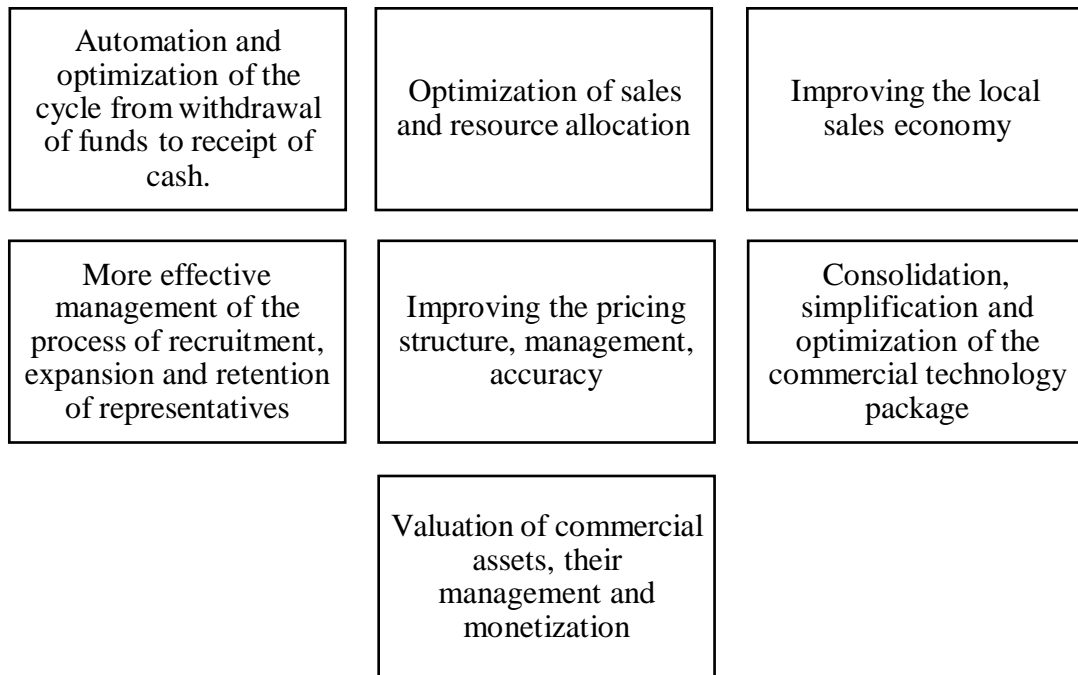 Automation and
optimization of the
cycle from withdrawal
of funds to receipt of
cash.
Optimization of sales
and resource allocation
Improving the local
sales economy
More effective
management of the
process of recruitment,
expansion and retention
of representatives
Improving the pricing
structure, management,
accuracy
Consolidation,
simplification and
optimization of the
commercial technology
package
Valuation of commercial
assets, their
management and
monetization